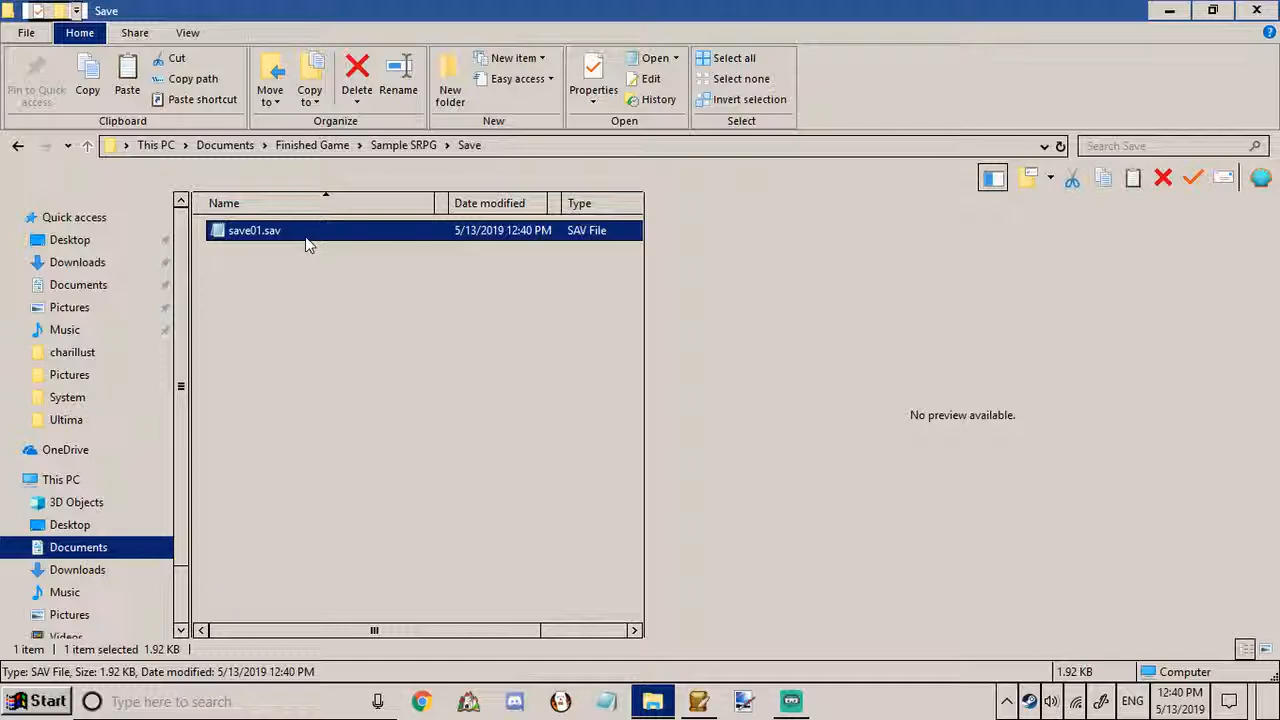 Save
File Home Share View
Pin to Quick access
Copy
Paste
Cut
Copy path
Paste shortcut
Clipboard
Move to
Copy to
Delete
Rename
Organize
New folder
New item
Easy access
New
Properties
Open
Edit
History
Open
Select all
Select none
Invert selection
Select
This PC Documents Finished Game Sample SRPG Save
Search Save
Name Date modified Type
save01.sav 5/13/2019 12:40 PM SAV File
Quick access
Desktop
Downloads
Documents
Pictures
Music
charillust
Pictures
System
Ultima
OneDrive
This PC
3D Objects
Desktop
Documents
Downloads
Music
Pictures
Videos
No preview available.
1 item 1 item selected 1.92 KB
Type: SAV File, Size: 1.92 KB, Date modified: 5/13/2019 12:40 PM 1.92 KB Computer
Start
Type here to search
ENG
12:40 PM
5/13/2019